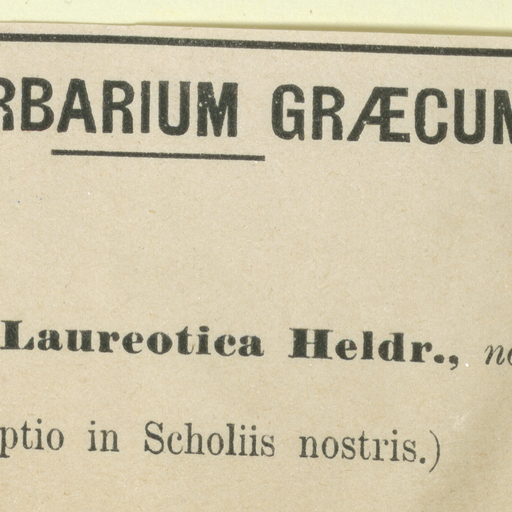 RBARIUM GRÆCUM
Laureotica Heldr.,
ptio in Scholiis nostris.)